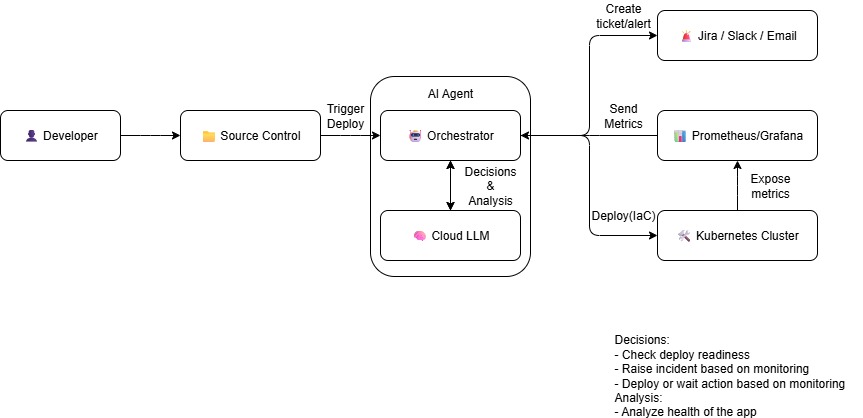 Create
ticket/alert
Jira / Slack / Email
AI Agent
Trigger
Deploy
Send
Metrics
Developer
Source Control
Orchestrator
Prometheus/Grafana
Decisions
&
Analysis
Expose
metrics
Deploy(IaC)
Cloud LLM
Kubernetes Cluster
Decisions:
- Check deploy readiness
- Raise incident based on monitoring
- Deploy or wait action based on monitoring
Analysis:
- Analyze health of the app